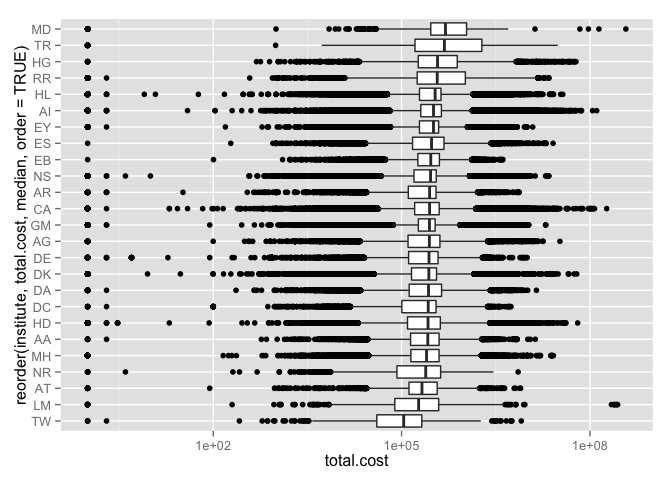 reorder(institute, total.cost, median, order = TRUE)
MD
TR
HG
RR
HL
AI
EY
ES
EB
NS
AR
CA
GM
AG
DE
DK
DA
DC
HD
AA
MH
NR
AT
LM
TW
1e+02 1e+05 1e+08
total.cost